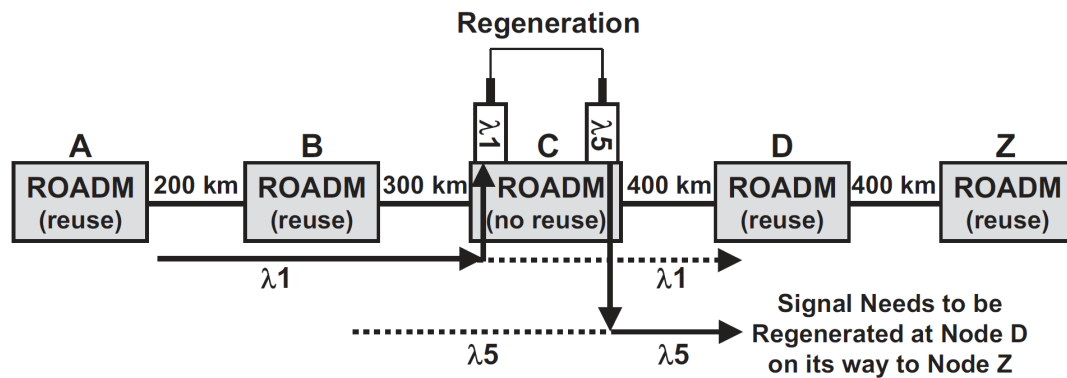 Regeneration
λ1
λ5
A
B
C
D
Z
ROADM
(reuse)
200 km
ROADM
(reuse)
300 km
ROADM
(no reuse)
400 km
ROADM
(reuse)
400 km
ROADM
(reuse)
λ1
λ1
λ5
λ5
Signal Needs to be
Regenerated at Node D
on its way to Node Z